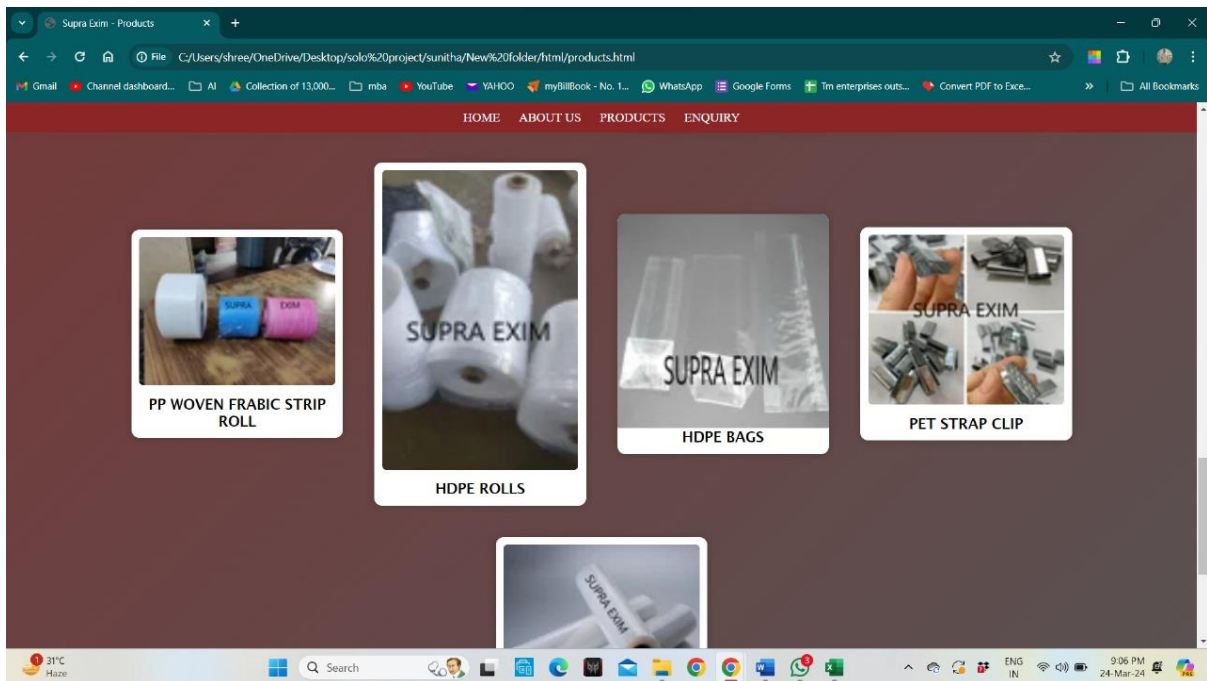 Supra Exim - Products
File C:/Users/shree/OneDrive/Desktop/solo%20project/sunitha/New%20folder/html/products.html
Gmail Channel dashboard... AI Collection of 13,000... mba YouTube YAHOO myBillBook - No. 1... WhatsApp Google Forms Tm enterprises outs... Convert PDF to Exce... » All Bookmarks
HOME ABOUT US PRODUCTS ENQUIRY
SUPRA EXIM
PP WOVEN FRABIC STRIP
ROLL
SUPRA EXIM
HDPE ROLLS
SUPRA EXIM
HDPE BAGS
SUPRA EXIM
PET STRAP CLIP
SUPRA EXIM
1
31°C
Haze
Search
3
ENG
IN
9:06 PM
24-Mar-24
PRE